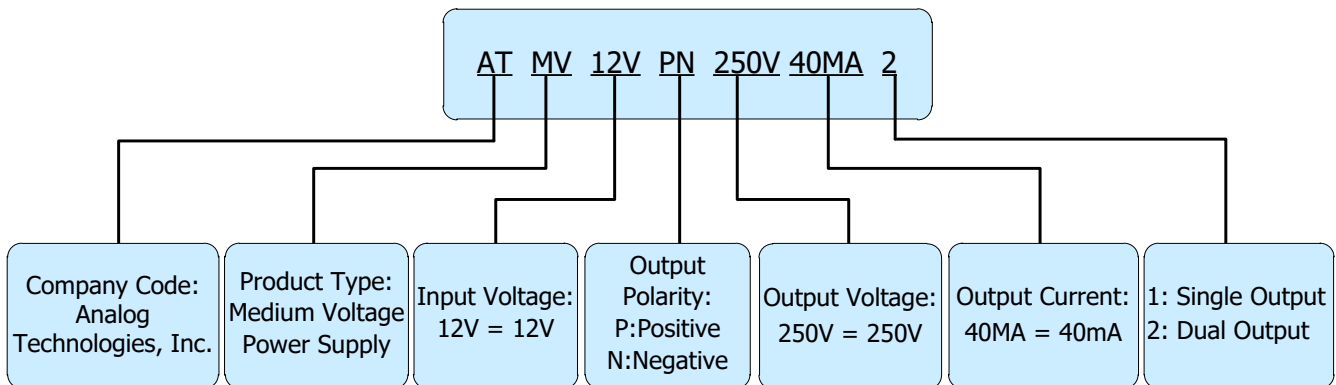 AT MV 12V PN 250V 40MA 2
Company Code:
Analog
Technologies, Inc.
Product Type:
Medium Voltage
Power Supply
Input Voltage:
12V = 12V
Output
Polarity:
P:Positive
N:Negative
Output Voltage:
250V = 250V
Output Current:
40MA = 40mA
1: Single Output
2: Dual Output